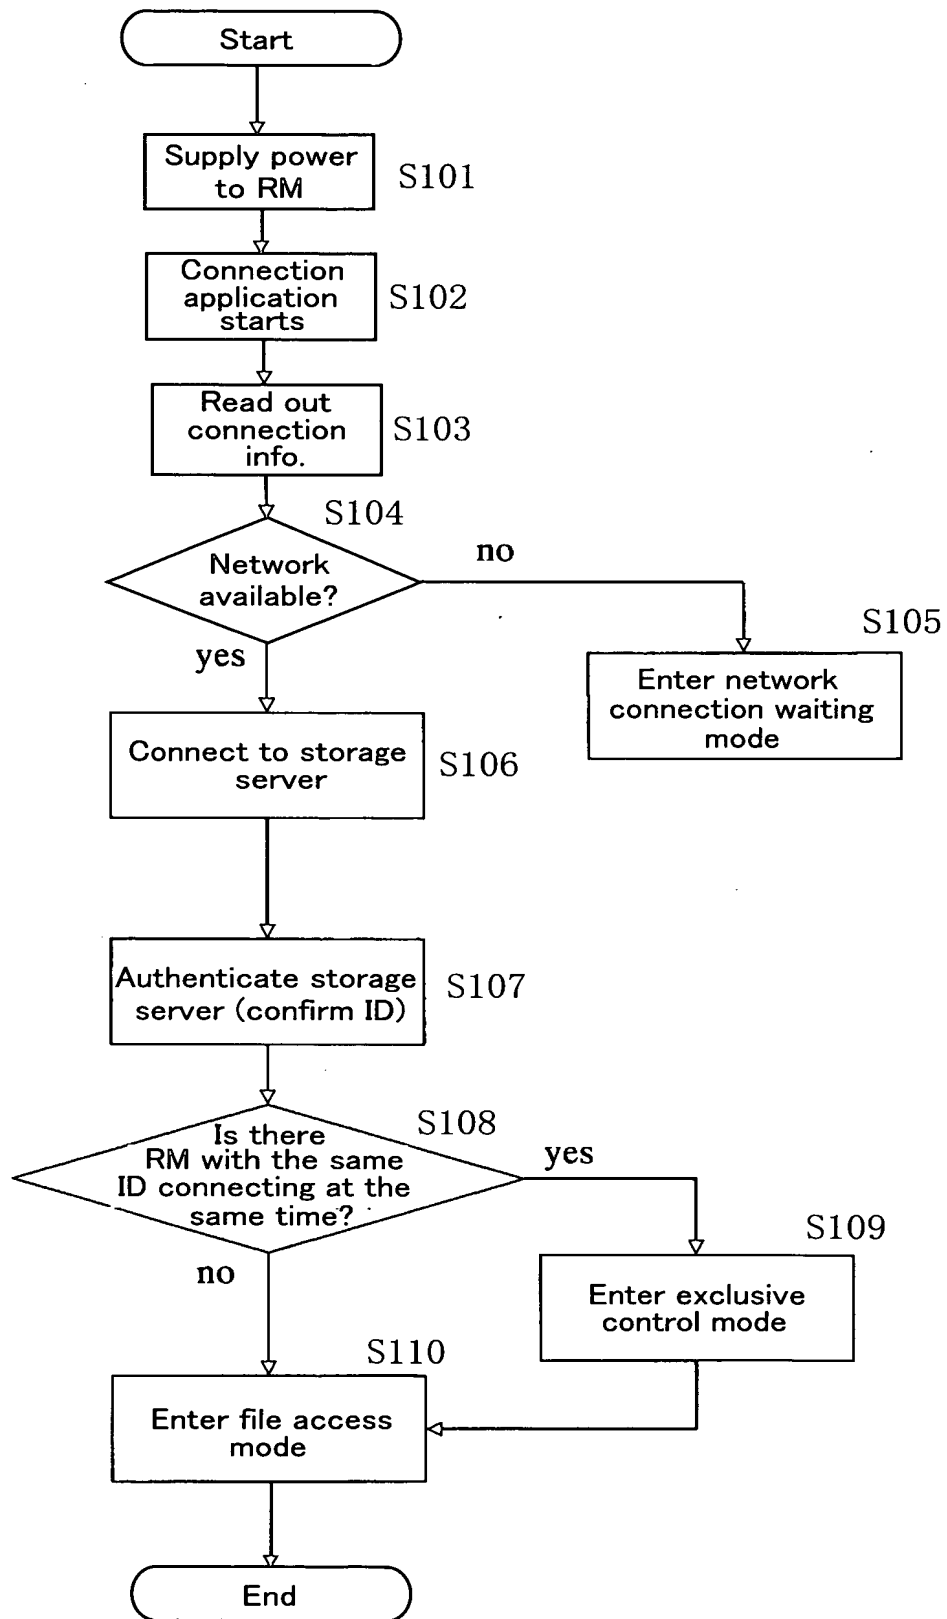 Start
Supply power
to RM
S101
Connection
application
starts
S102
Read out
connection
info.
S103
S104
Network
available?
no
yes
S105
Enter network
connection waiting
mode
Connect to storage
server
S106
Authenticate storage
server (confirm ID)
S107
S108
Is there
RM with the same
ID connecting at the
same time?
yes
no
S109
Enter exclusive
control mode
S110
Enter file access
mode
End